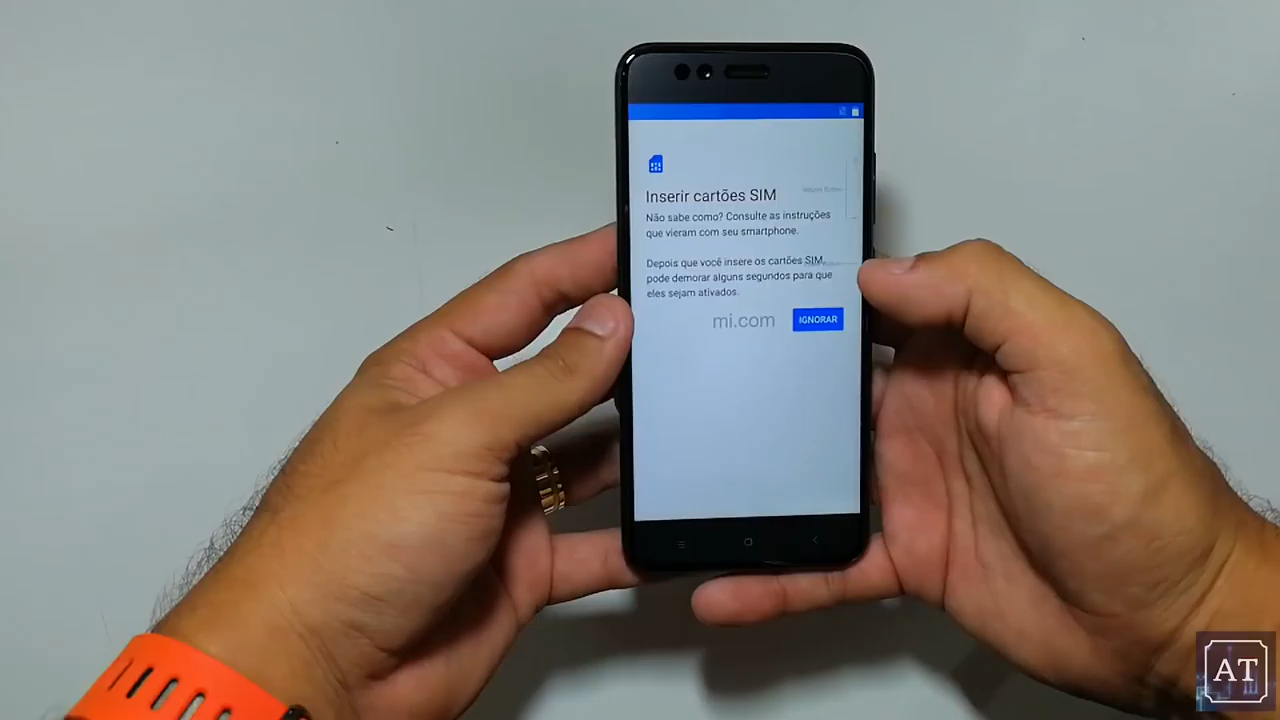 Inserir cartões SIM
Não sabe como? Consulte as instruções
que vieram com seu smartphone.
Depois que você insere os cartões SIM,
pode demorar alguns segundos para que
eles sejam ativados.
mi.com
IGNORAR
AT